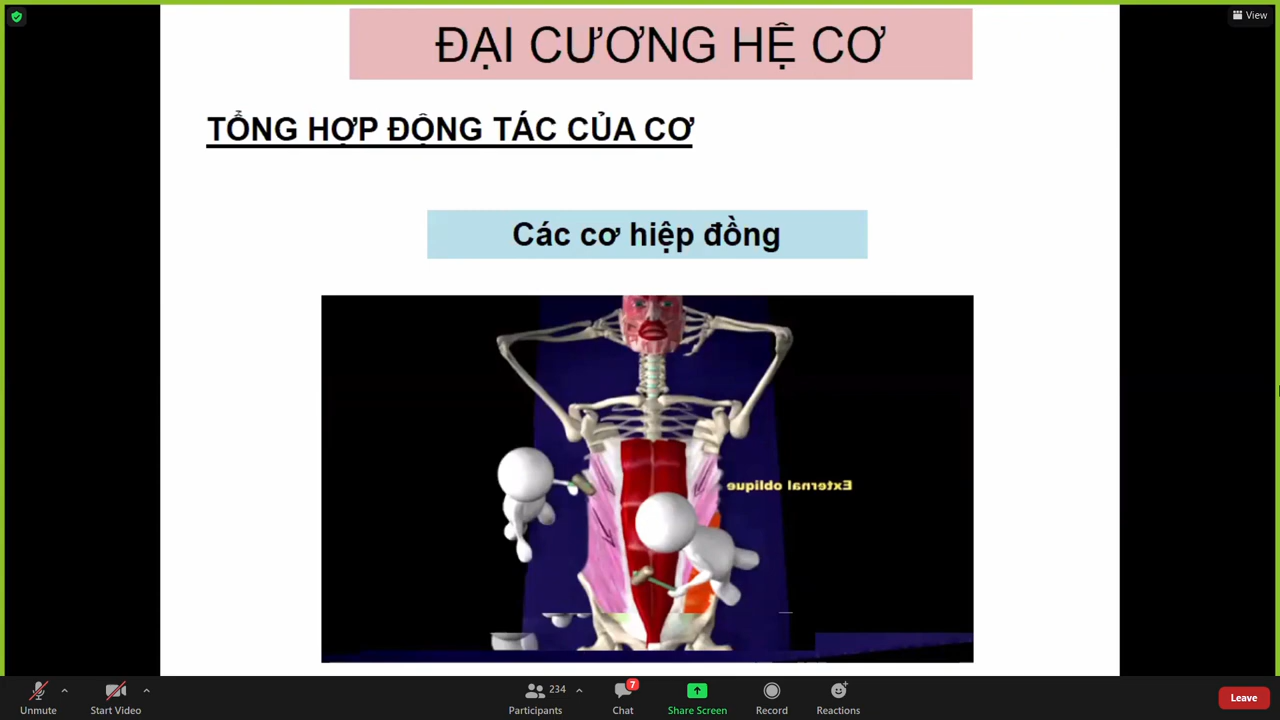 View
ĐẠI CƯƠNG HỆ CƠ
TỔNG HỢP ĐỘNG TÁC CỦA CƠ
Các cơ hiệp đồng
External oblique
Unmute
Start Video
234
Participants
7
Chat
Share Screen
Record
Reactions
Leave